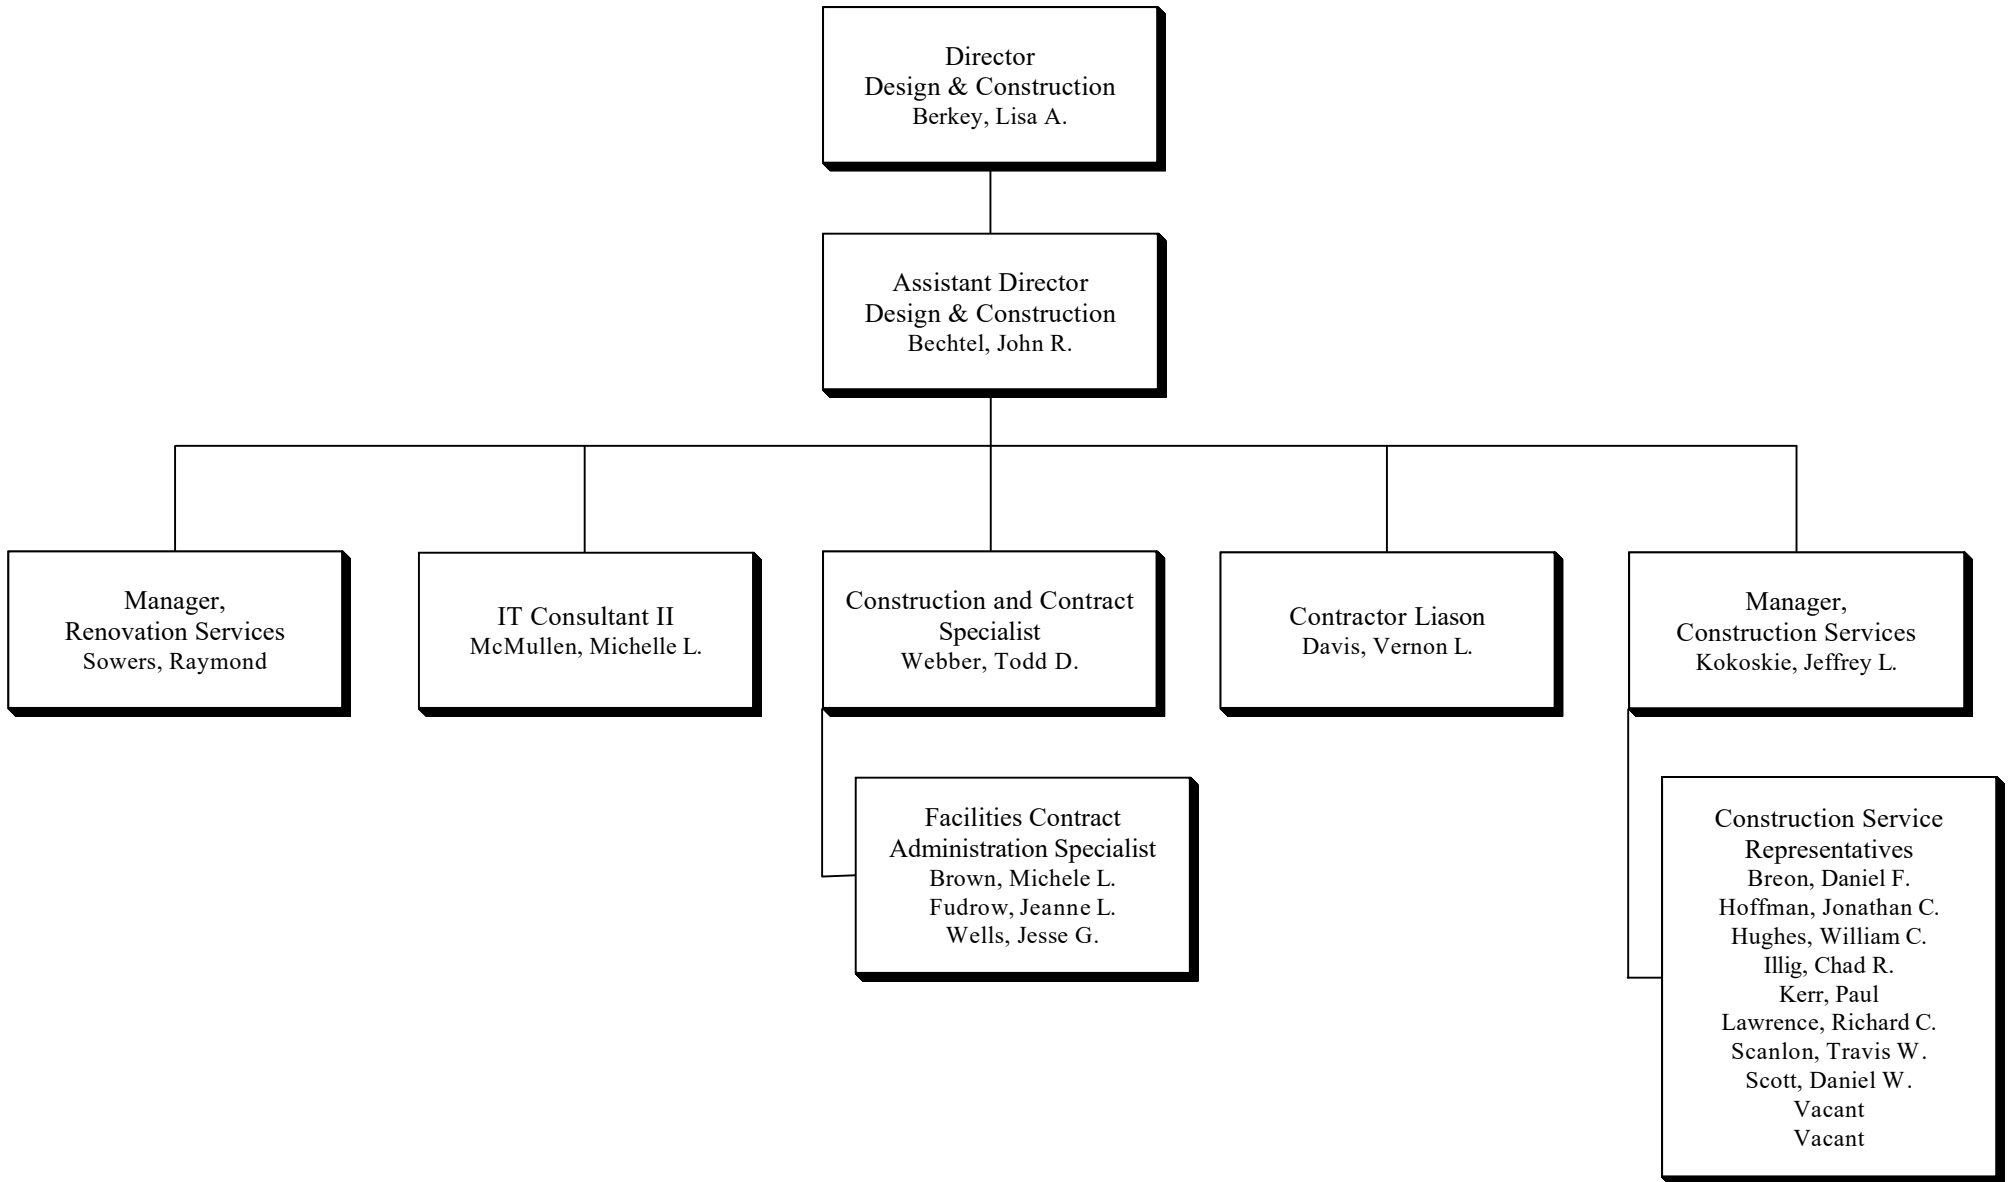 Director
Design & Construction
Berkey, Lisa A.
Assistant Director
Design & Construction
Bechtel, John R.
Manager,
Renovation Services
Sowers, Raymond
IT Consultant II
McMullen, Michelle L.
Construction and Contract
Specialist
Webber, Todd D.
Contractor Liason
Davis, Vernon L.
Manager,
Construction Services
Kokoskie, Jeffrey L.
Facilities Contract
Administration Specialist
Brown, Michele L.
Fudrow, Jeanne L.
Wells, Jesse G.
Construction Service
Representatives
Breon, Daniel F.
Hoffman, Jonathan C.
Hughes, William C.
Illig, Chad R.
Kerr, Paul
Lawrence, Richard C.
Scanlon, Travis W.
Scott, Daniel W.
Vacant
Vacant